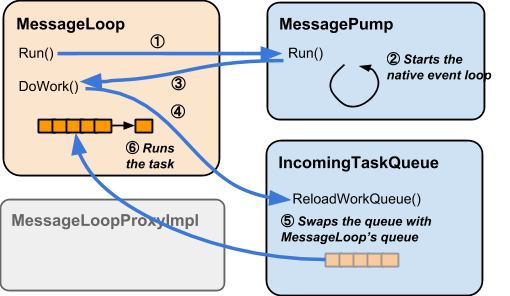 MessageLoop
Run()
①
DoWork()
③
④
⑥ Runs
the task
MessagePump
Run()
② Starts the
native event loop
IncomingTaskQueue
ReloadWorkQueue()
⑤ Swaps the queue with
MessageLoop's queue
MessageLoopProxyImpl